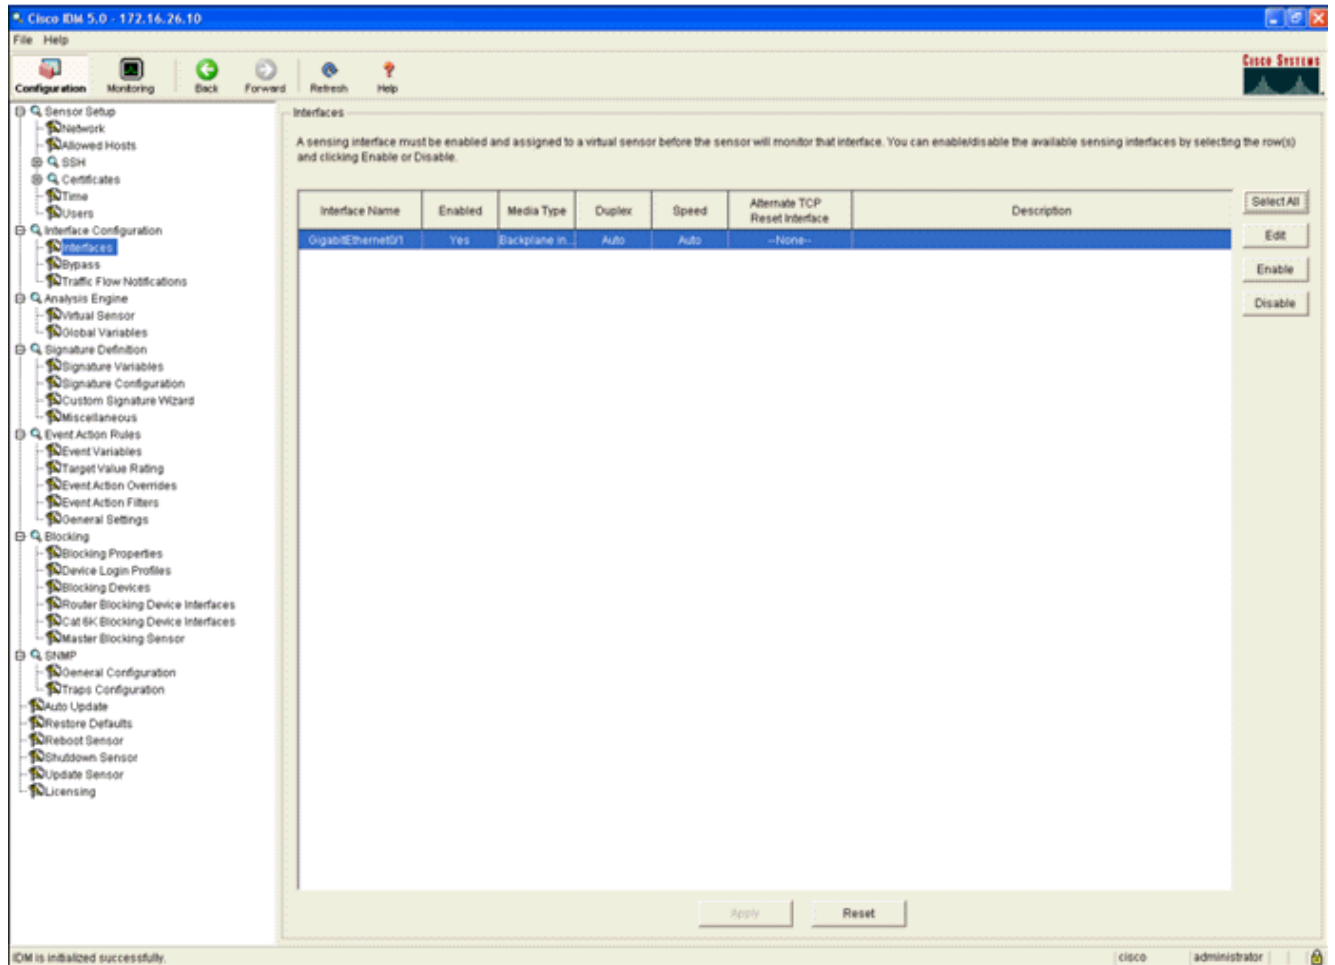 Cisco IDM 5.0 - 172.16.26.10
File Help
Configuration Monitoring Back Forward Refresh Help
Cisco Systems
Sensor Setup
Network
Allowed Hosts
SSH
Certificates
Time
Users
Interface Configuration
Interfaces
Bypass
Traffic Flow Notifications
Analysis Engine
Virtual Sensor
Global Variables
Signature Definition
Signature Variables
Signature Configuration
Custom Signature Wizard
Miscellaneous
Event Action Rules
Event Variables
Target Value Rating
Event Action Overrides
Event Action Filters
General Settings
Blocking
Blocking Properties
Device Login Profiles
Blocking Devices
Router Blocking Device Interfaces
Cat 6K Blocking Device Interfaces
Master Blocking Sensor
SNMP
General Configuration
Traps Configuration
Auto Update
Restore Defaults
Reboot Sensor
Shutdown Sensor
Update Sensor
Licensing
Interfaces
A sensing interface must be enabled and assigned to a virtual sensor before the sensor will monitor that interface. You can enable/disable the available sensing interfaces by selecting the row(s)
and clicking Enable or Disable.
Interface Name Enabled Media Type Duplex Speed Alternate TCP Reset Interface Description
GigabitEthernet0/1 Yes Backplane in... Auto Auto --None--
Select All
Edit
Enable
Disable
Apply Reset
IDM is initialized successfully. cisco administrator